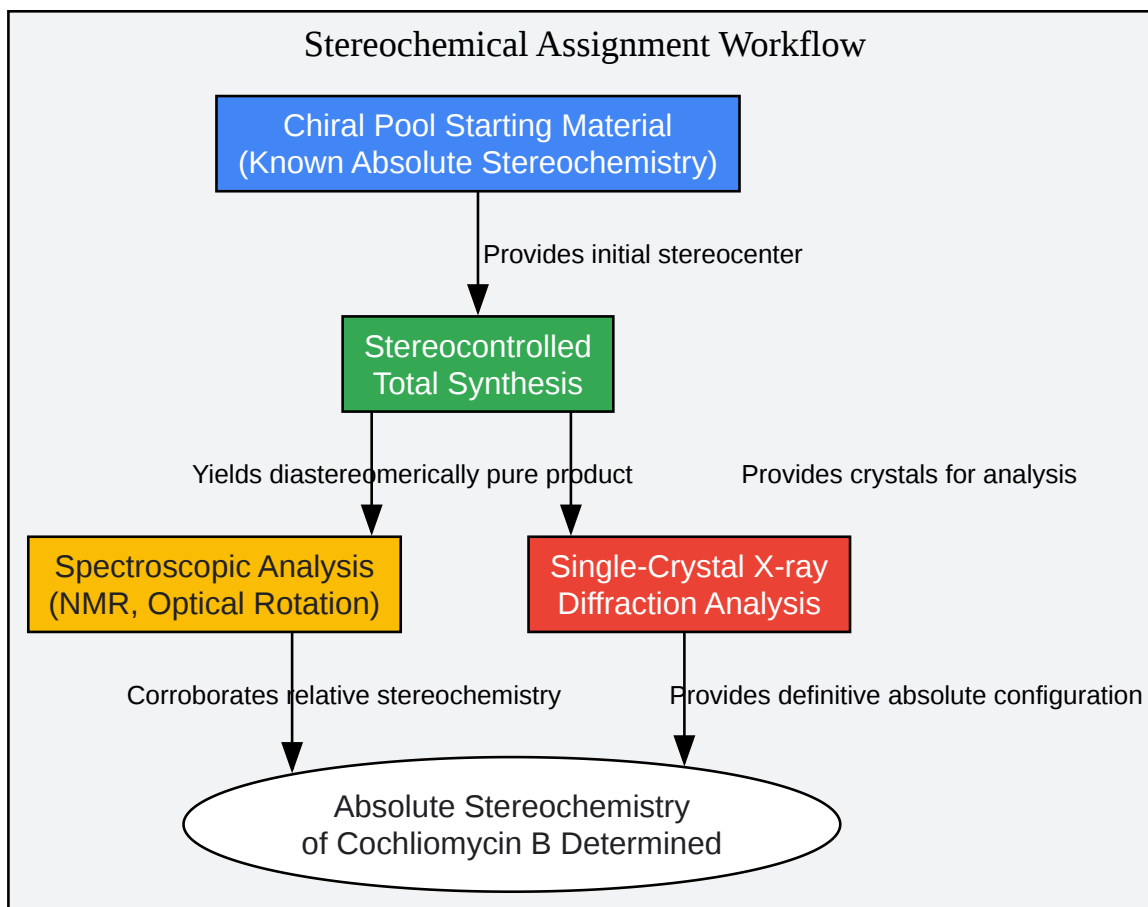 Stereochemical Assignment Workflow
Chiral Pool Starting Material
(Known Absolute Stereochemistry)
Provides initial stereocenter
Stereocontrolled
Total Synthesis
Yields diastereomerically pure product
Provides crystals for analysis
Spectroscopic Analysis
(NMR, Optical Rotation)
Single-Crystal X-ray
Diffraction Analysis
Corroborates relative stereochemistry
Provides definitive absolute configuration
Absolute Stereochemistry
of Cochliomycin B Determined